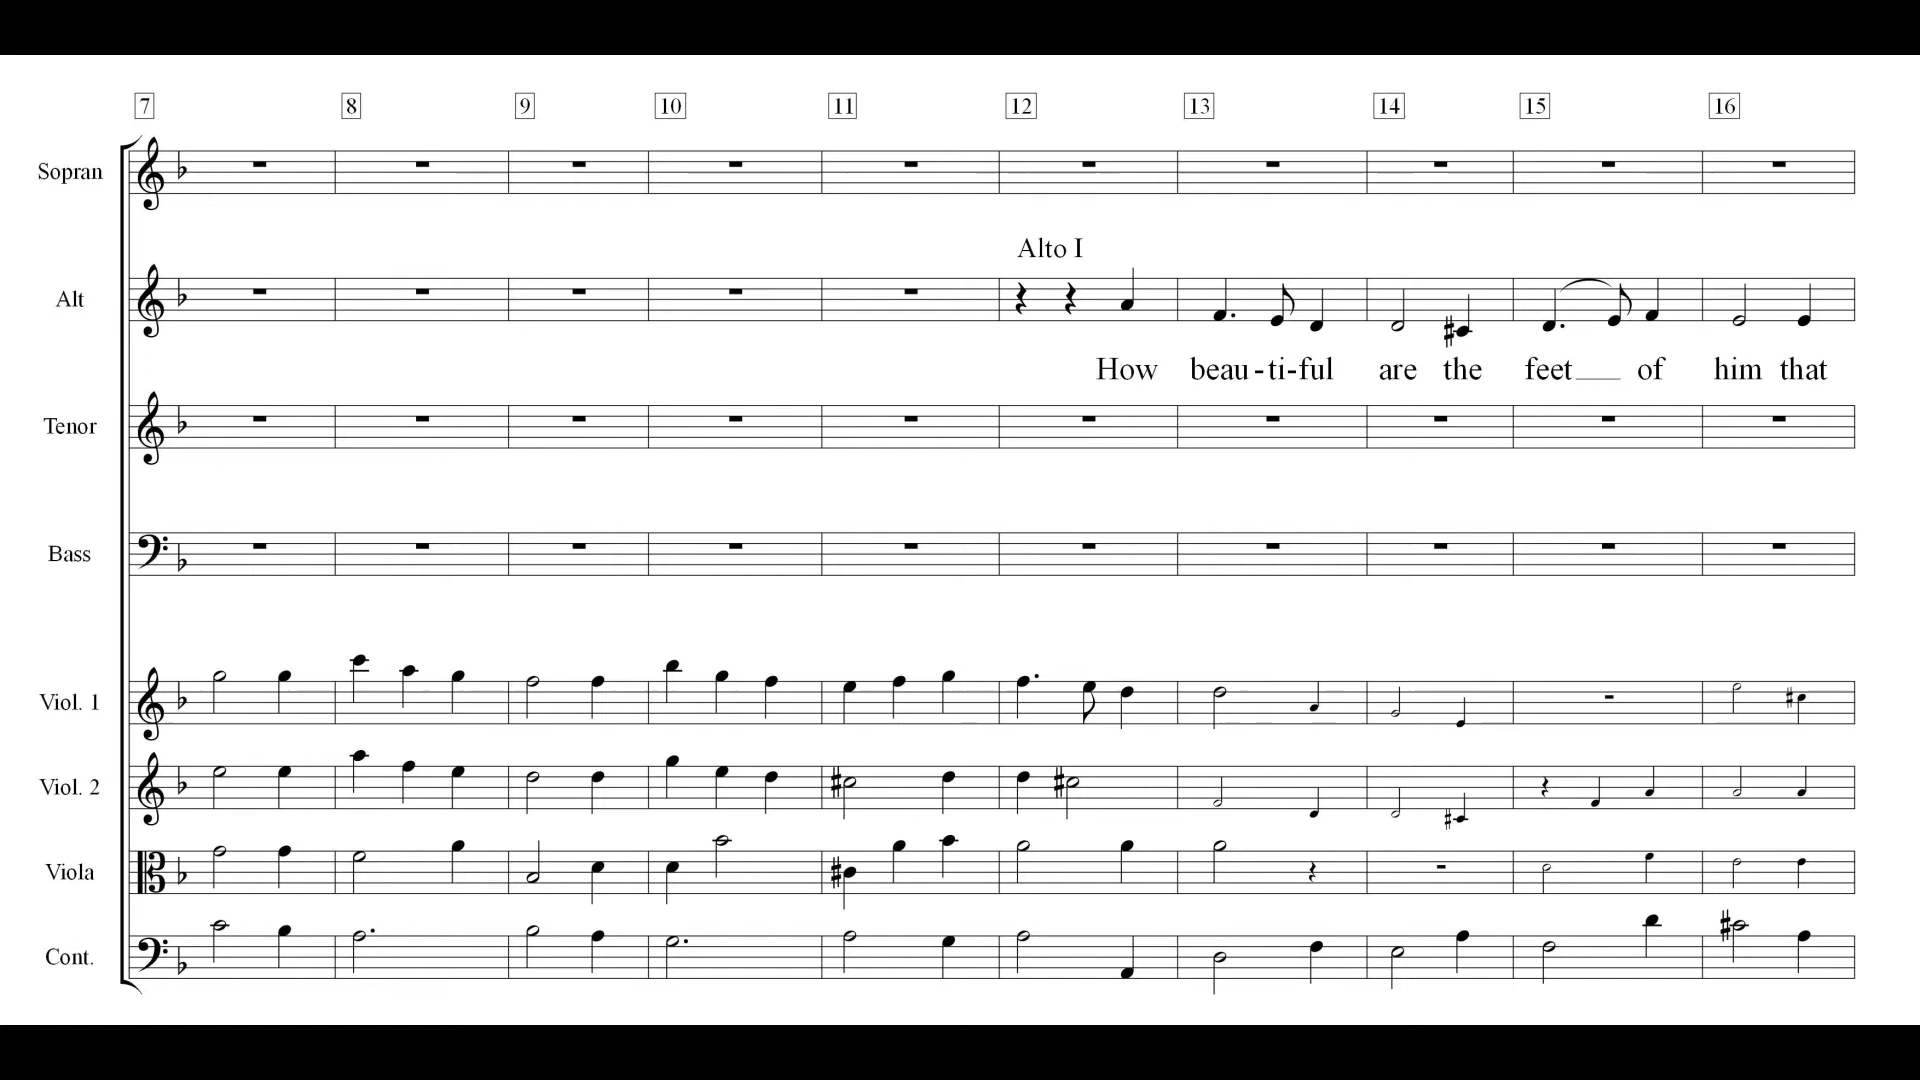 7 8 9 10 11 12 13 14 15 16
Sopran
Alto I
Alt
How beau-ti-ful are the feet of him that
Tenor
Bass
Viol. 1
Viol. 2
Viola
Cont.